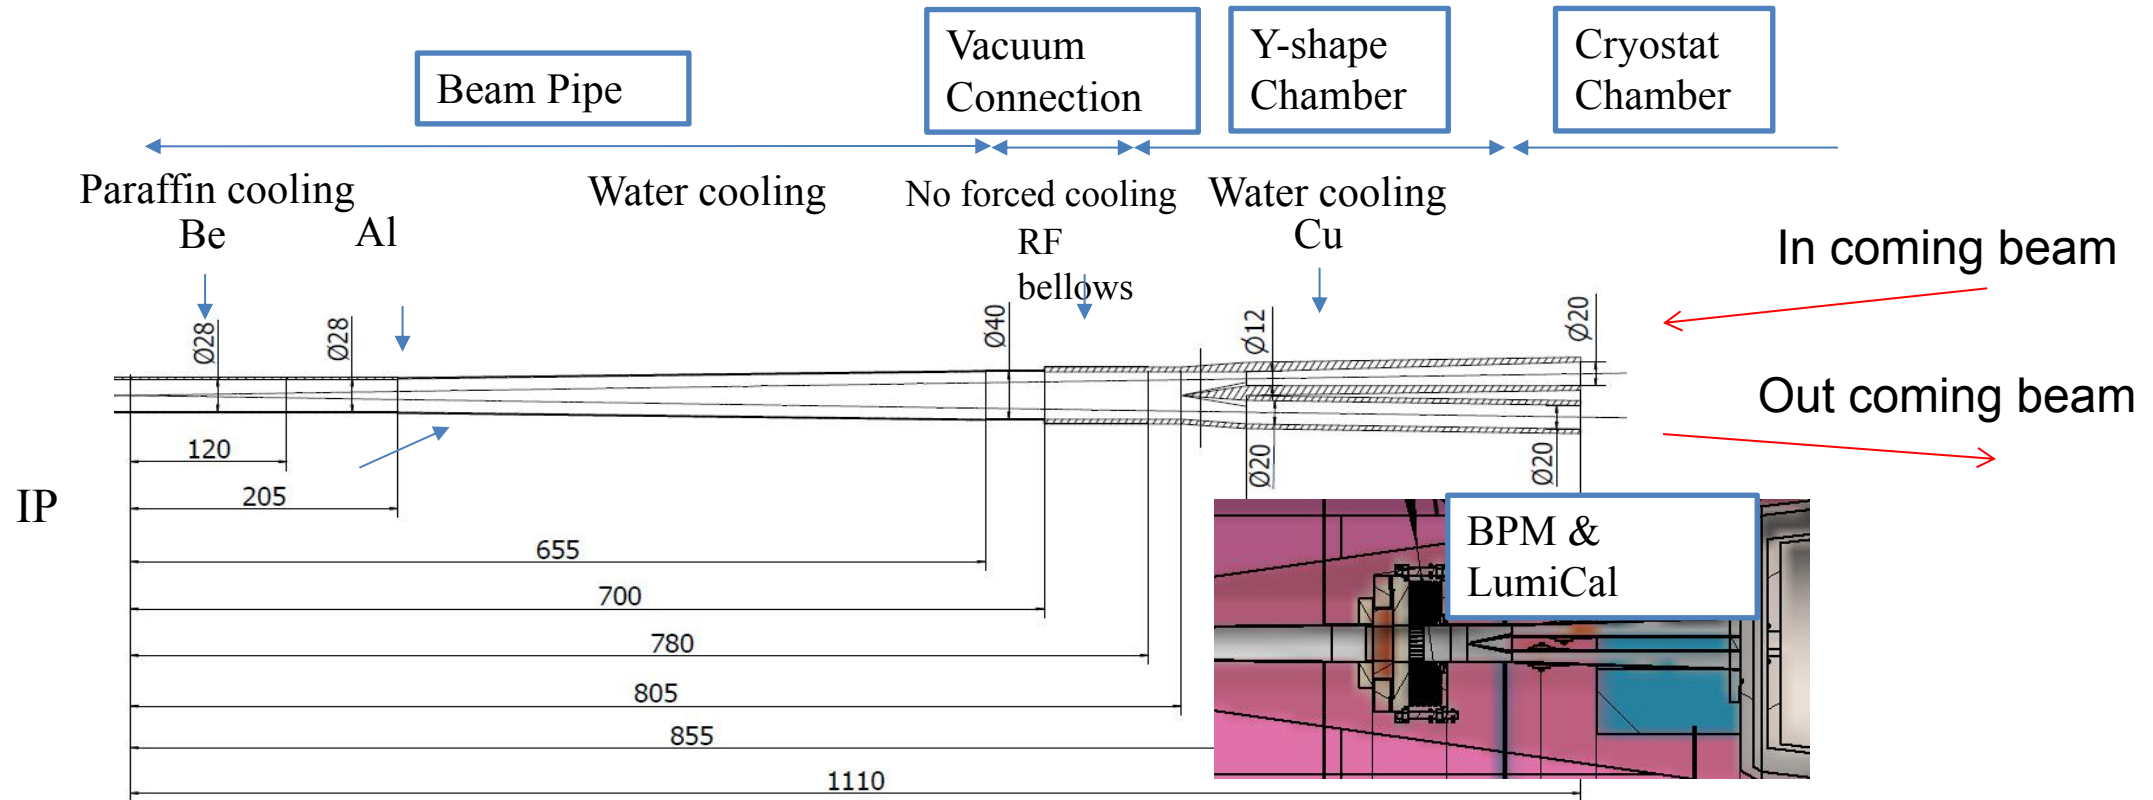 Beam Pipe
Vacuum
Connection
Y-shape
Chamber
Cryostat
Chamber
Paraffin cooling
Water cooling
No forced cooling
Water cooling
Be
Al
RF
bellows
Cu
In coming beam
Out coming beam
Ø28
Ø28
Ø40
Ø12
Ø20
Ø20
Ø20
120
205
IP
655
700
780
805
855
1110
BPM &
LumiCal